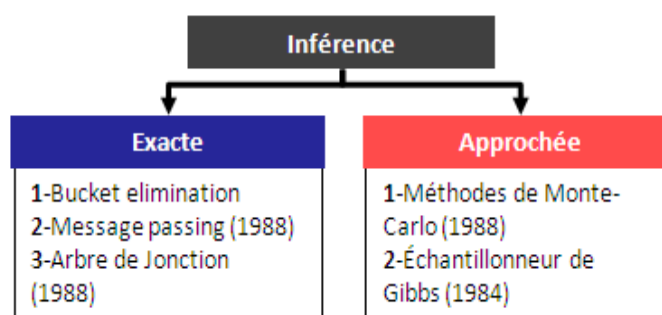 Inférence
Exacte
1-Bucket elimination
2-Message passing (1988)
3-Arbre de Jonction
(1988)
Approchée
1-Méthodes de Monte-
Carlo (1988)
2-Échantillonneur de
Gibbs (1984)